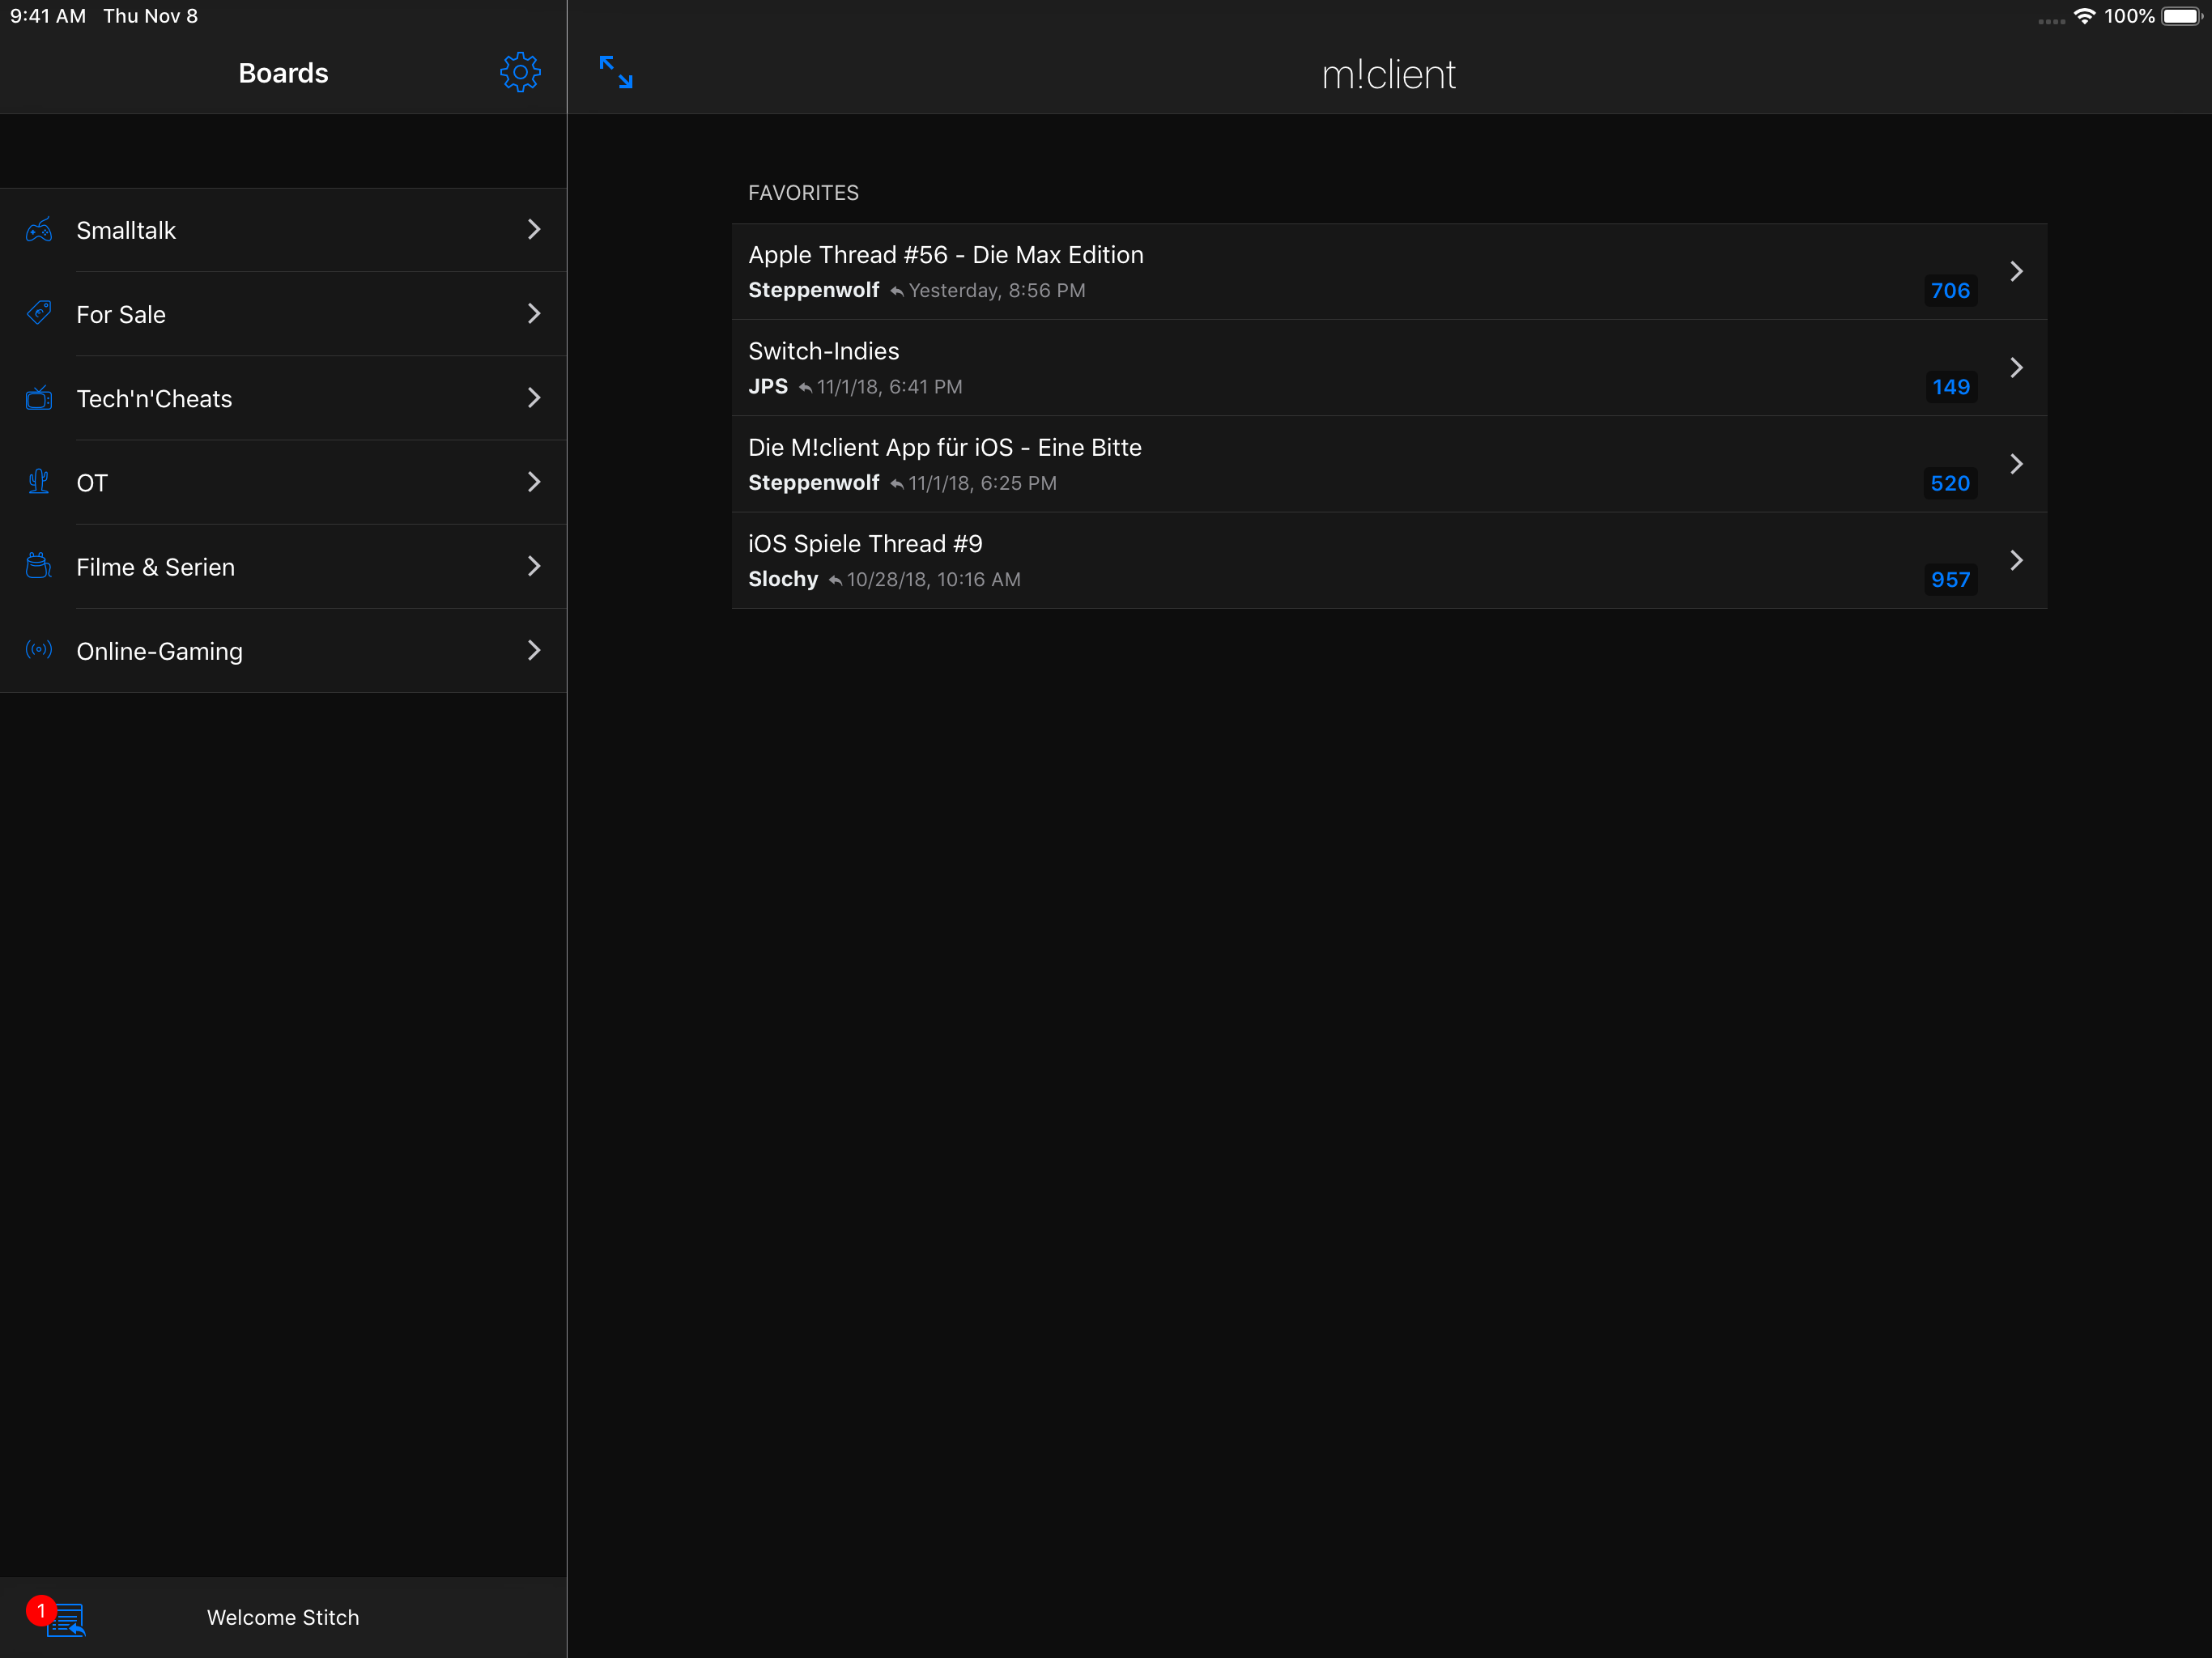 9:41 AM Thu Nov 8
100%
Boards
m!client
Smalltalk
For Sale
Tech'n'Cheats
OT
Filme & Serien
Online-Gaming
FAVORITES
Apple Thread #56 - Die Max Edition
Steppenwolf Yesterday, 8:56 PM
706
Switch-Indies
JPS 11/1/18, 6:41 PM
149
Die M!client App für iOS - Eine Bitte
Steppenwolf 11/1/18, 6:25 PM
520
iOS Spiele Thread #9
Slochy 10/28/18, 10:16 AM
957
1
Welcome Stitch